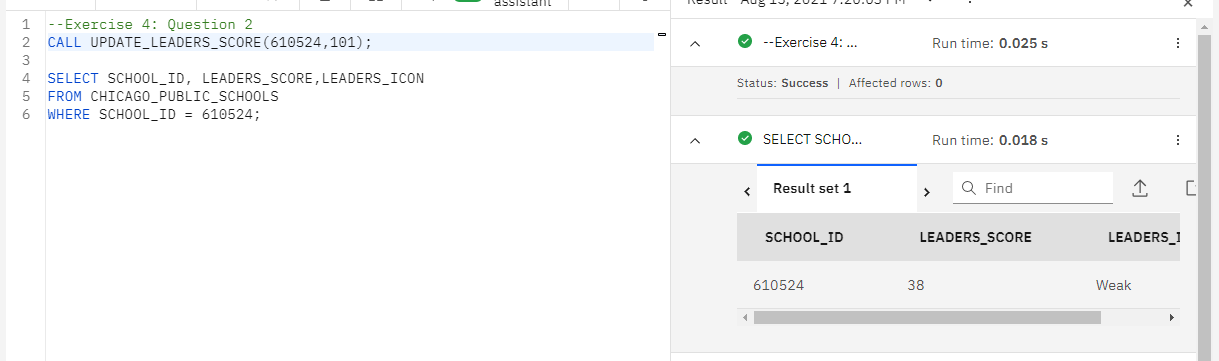 assistant
Result Aug 15, 2021 7:20:05 PM
1 --Exercise 4: Question 2
2 CALL UPDATE_LEADERS_SCORE(610524,101);
3
4 SELECT SCHOOL_ID, LEADERS_SCORE,LEADERS_ICON
5 FROM CHICAGO_PUBLIC_SCHOOLS
6 WHERE SCHOOL_ID = 610524;
--Exercise 4: ... Run time: 0.025 s
Status: Success | Affected rows: 0
SELECT SCHO... Run time: 0.018 s
Result set 1 Find
SCHOOL_ID LEADERS_SCORE LEADERS_I
610524 38 Weak